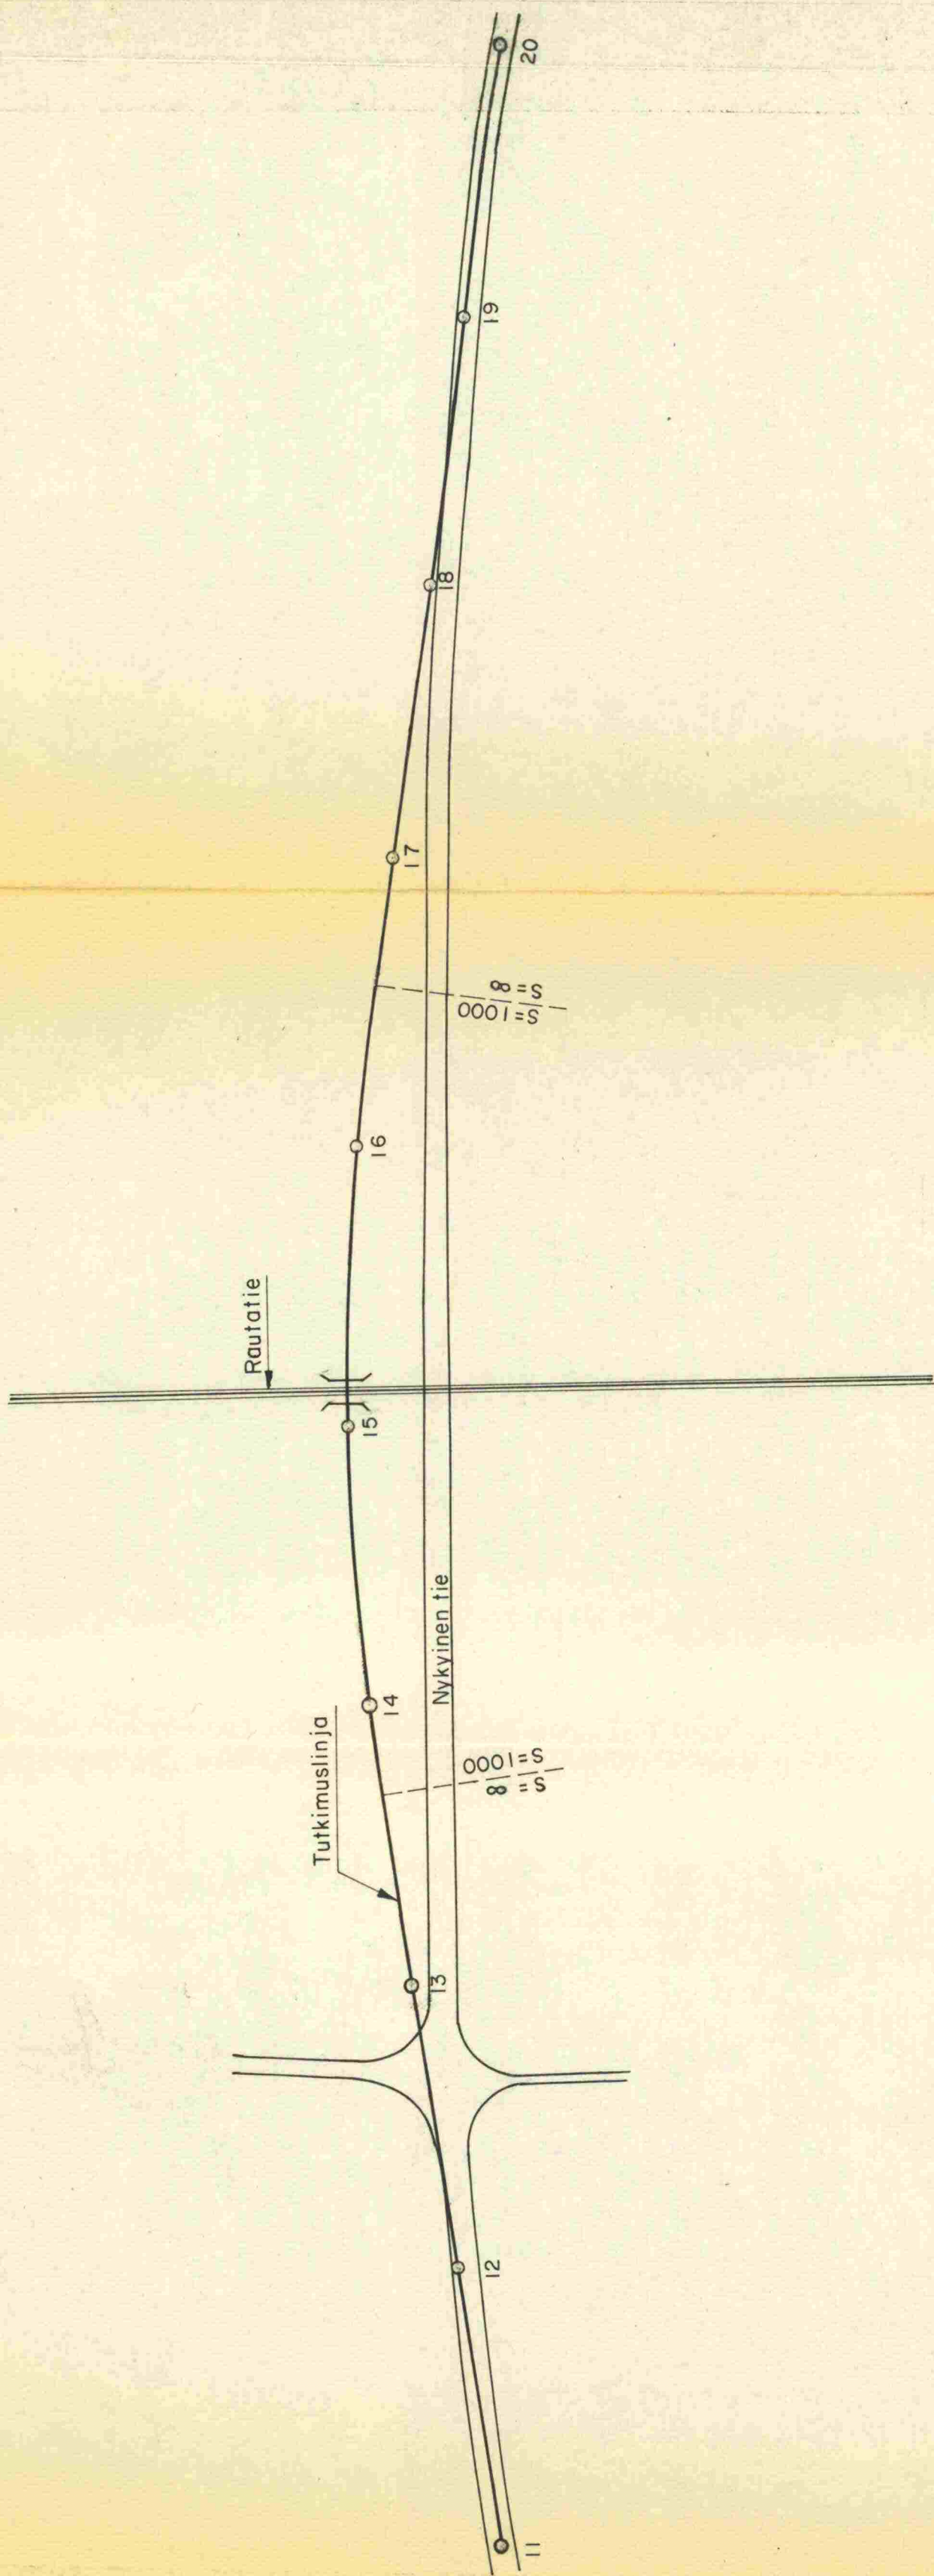 20
19
18
17
S=∞
S=1000
16
Rautatie
15
Nykyinen tie
14
Tutkimuslinja
S=1000
S=∞
13
12
11